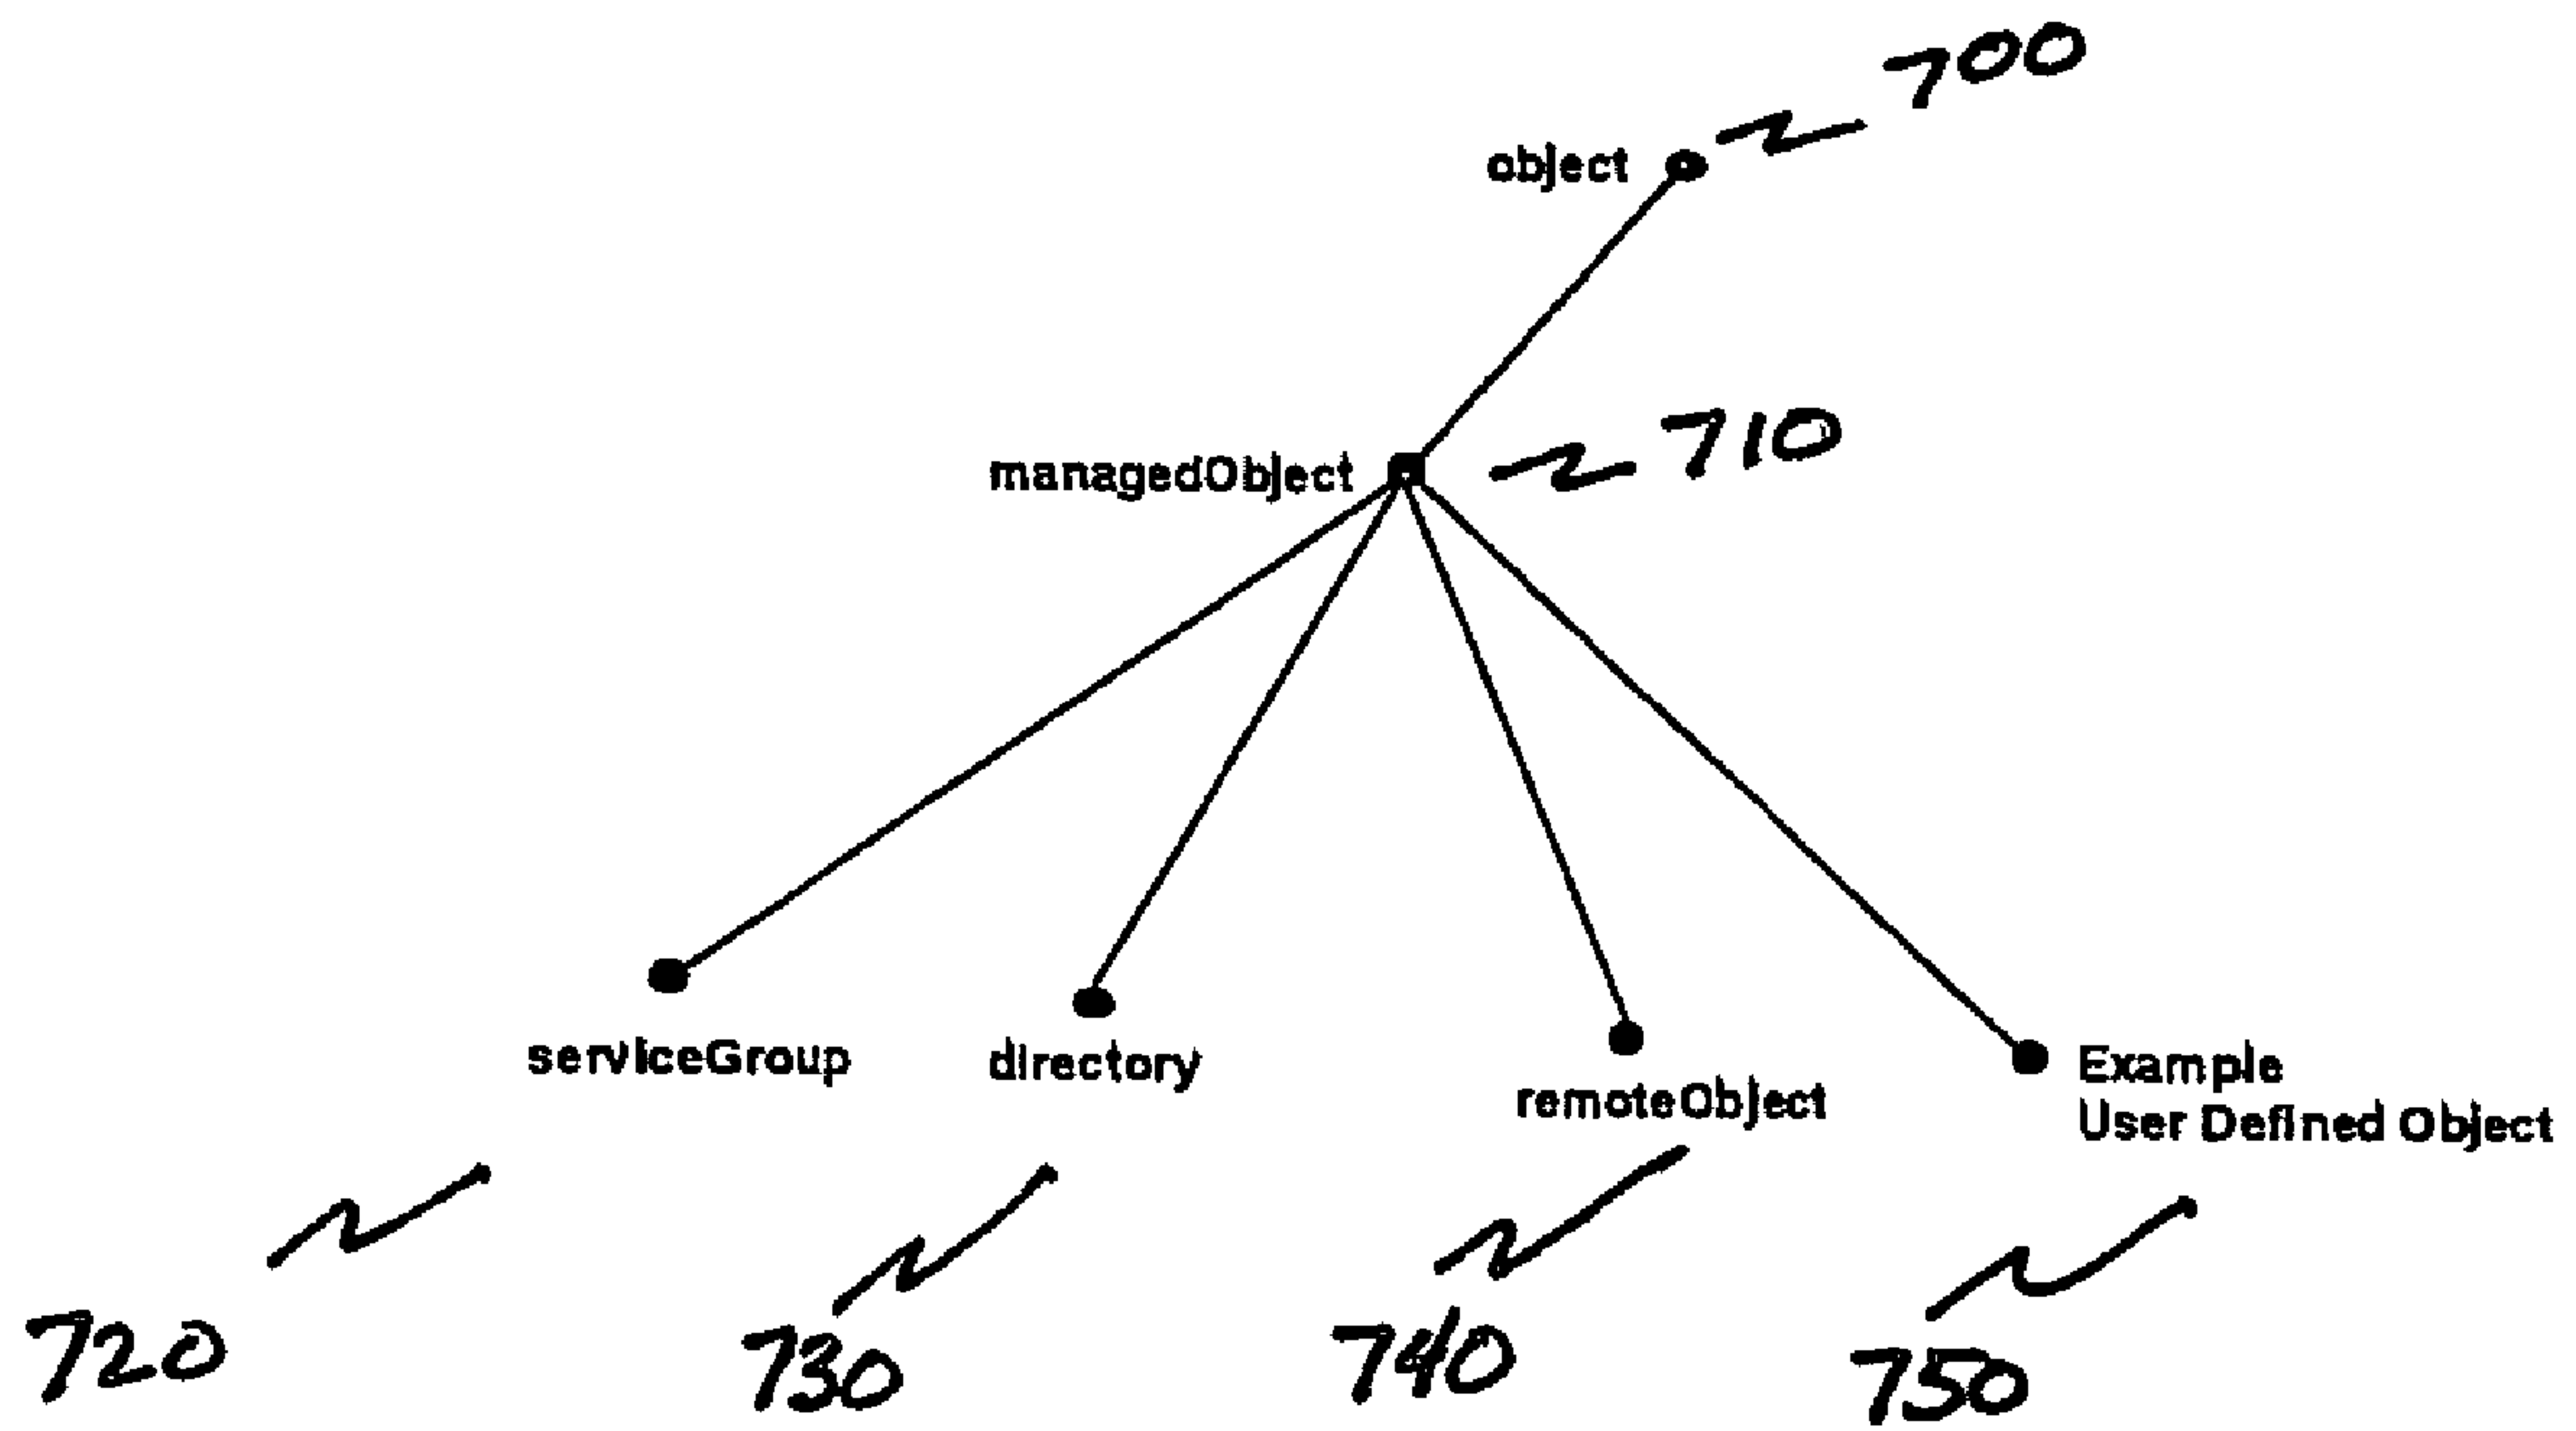 700
object
managedObject
710
serviceGroup
directory
remoteObject
Example
User Defined Object
720
730
740
750